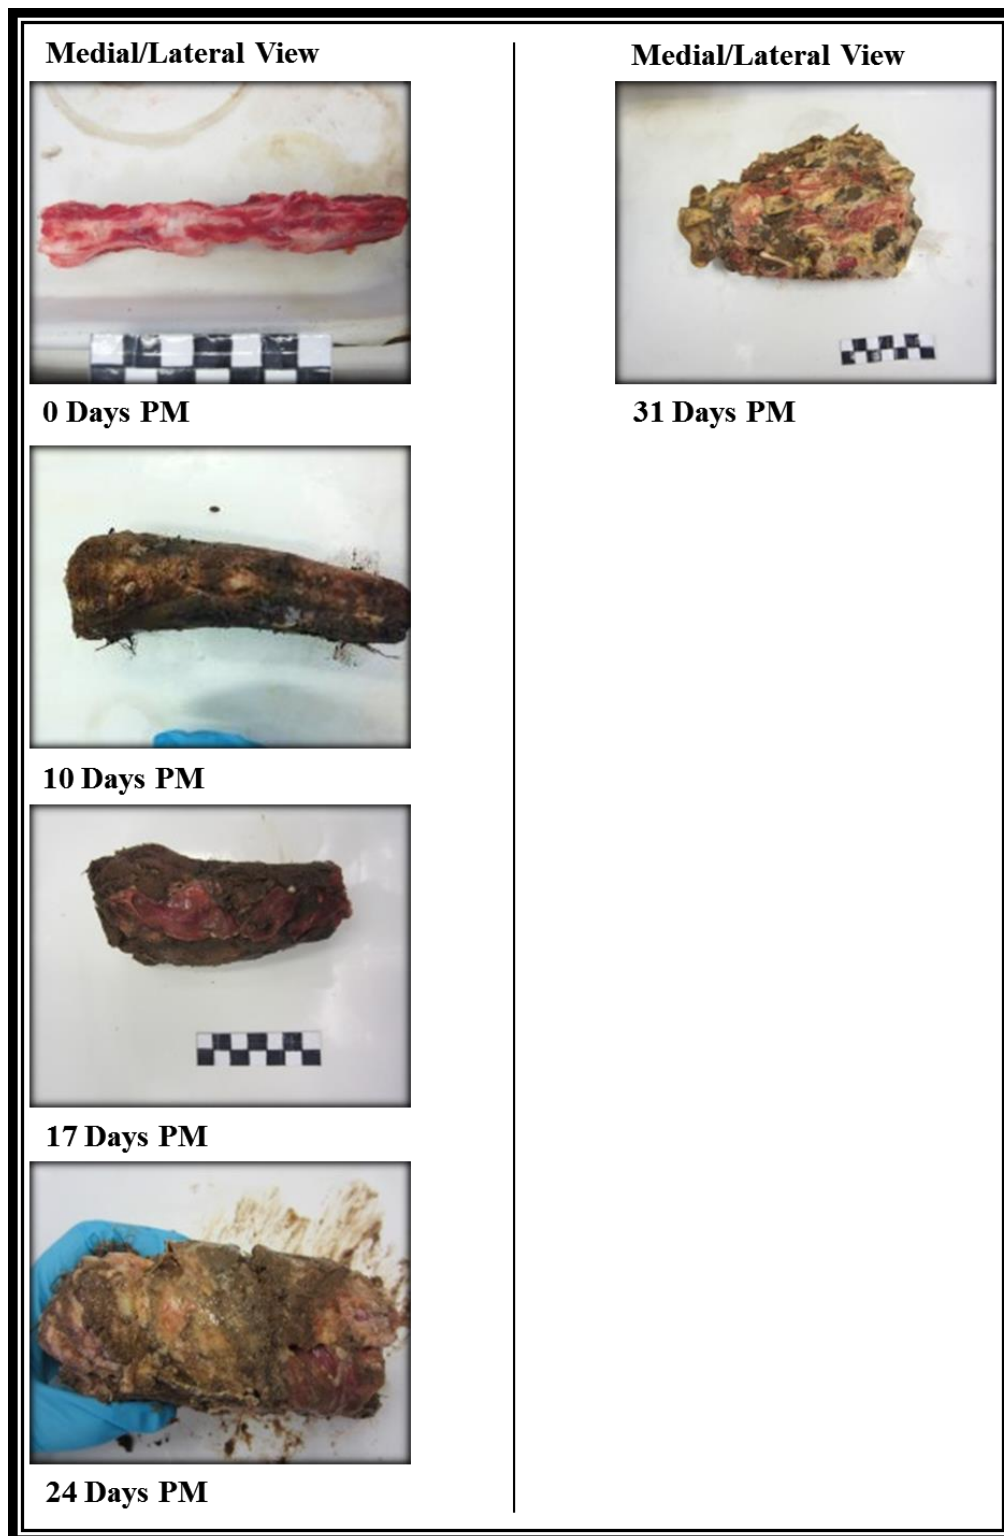 Medial/Lateral View
0 Days PM
10 Days PM
17 Days PM
24 Days PM
Medial/Lateral View
31 Days PM